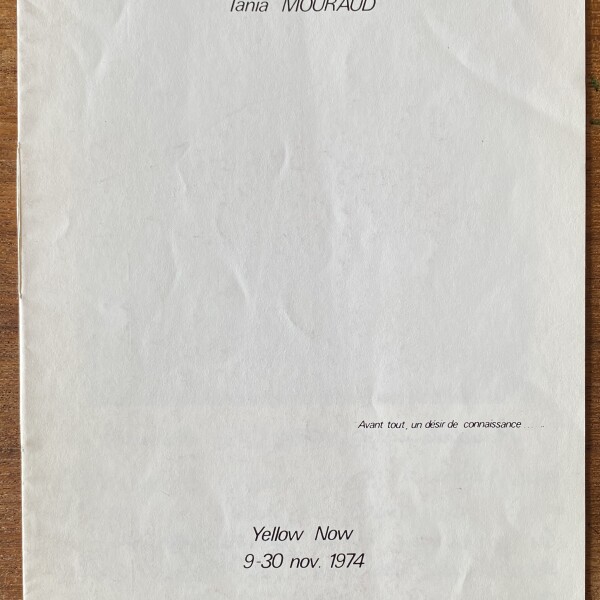 Tania MOURAUD
Avant tout, un désir de connaissance ... .
Yellow Now
9-30 nov. 1974